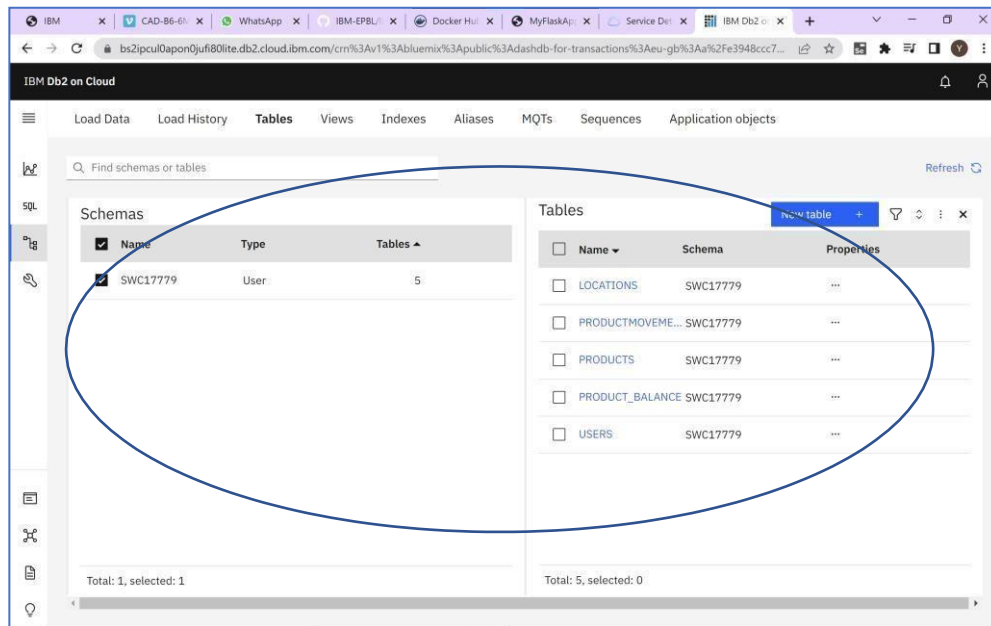 IBM
CAD-B6-6
WhatsApp
IBM-EPBL/
Docker Hu
MyFlaskAp
Service De
IBM Db2 o
bs2ipcul0apon0jufi80lite.db2.cloud.ibm.com/crn%3Av1%3Abluemix%3Apublic%3Adashdb-for-transactions%3Aeu-gb%3Aa%2Fe3948ccc7...
Y
IBM Db2 on Cloud
Load Data Load History Tables Views Indexes Aliases MQTs Sequences Application objects
Find schemas or tables
Refresh
SQL
Schemas
Name Type Tables
SWC17779 User 5
Total: 1, selected: 1
Tables
New table +
Name Schema Properties
LOCATIONS SWC17779 ...
PRODUCTMOVEME... SWC17779 ...
PRODUCTS SWC17779 ...
PRODUCT_BALANCE SWC17779 ...
USERS SWC17779 ...
Total: 5, selected: 0